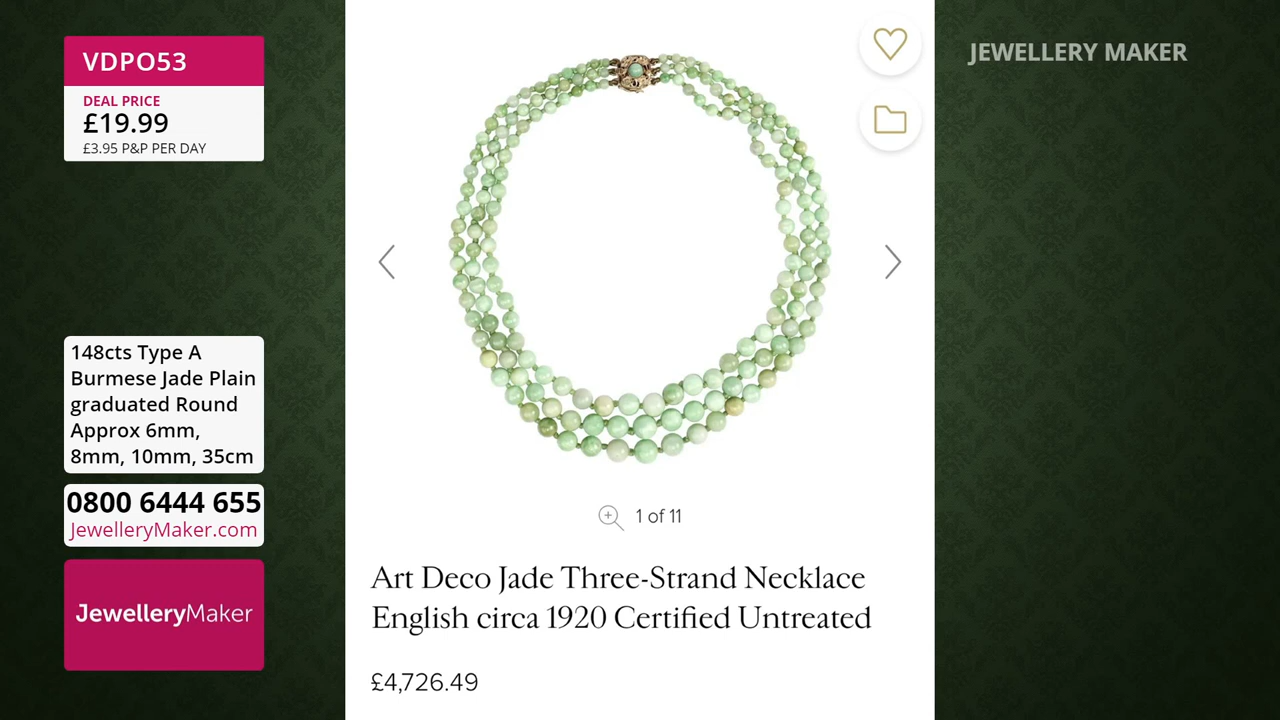 VDPO53
DEAL PRICE
£19.99
£3.95 P&P PER DAY
148cts Type A
Burmese Jade Plain
graduated Round
Approx 6mm,
8mm, 10mm, 35cm
0800 6444 655
JewelleryMaker.com
JewelleryMaker
JEWELLERY MAKER
1 of 11
Art Deco Jade Three-Strand Necklace
English circa 1920 Certified Untreated
£4,726.49